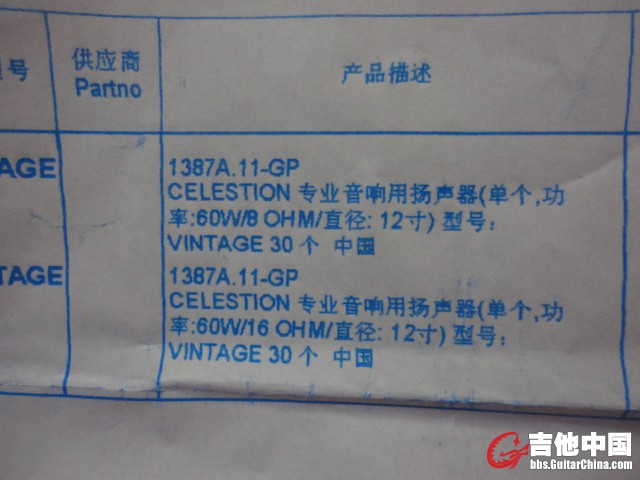 号 供应商 产品描述
Partno
AGE 1387A.11-GP
CELESTION 专业音响用扬声器(单个,功
率:60W/8 OHM/直径: 12寸) 型号:
VINTAGE 30个 中国
TAGE 1387A.11-GP
CELESTION 专业音响用扬声器(单个,功
率:60W/16 OHM/直径: 12寸) 型号:
VINTAGE 30个 中国
吉他中国
bbs.GuitarChina.com